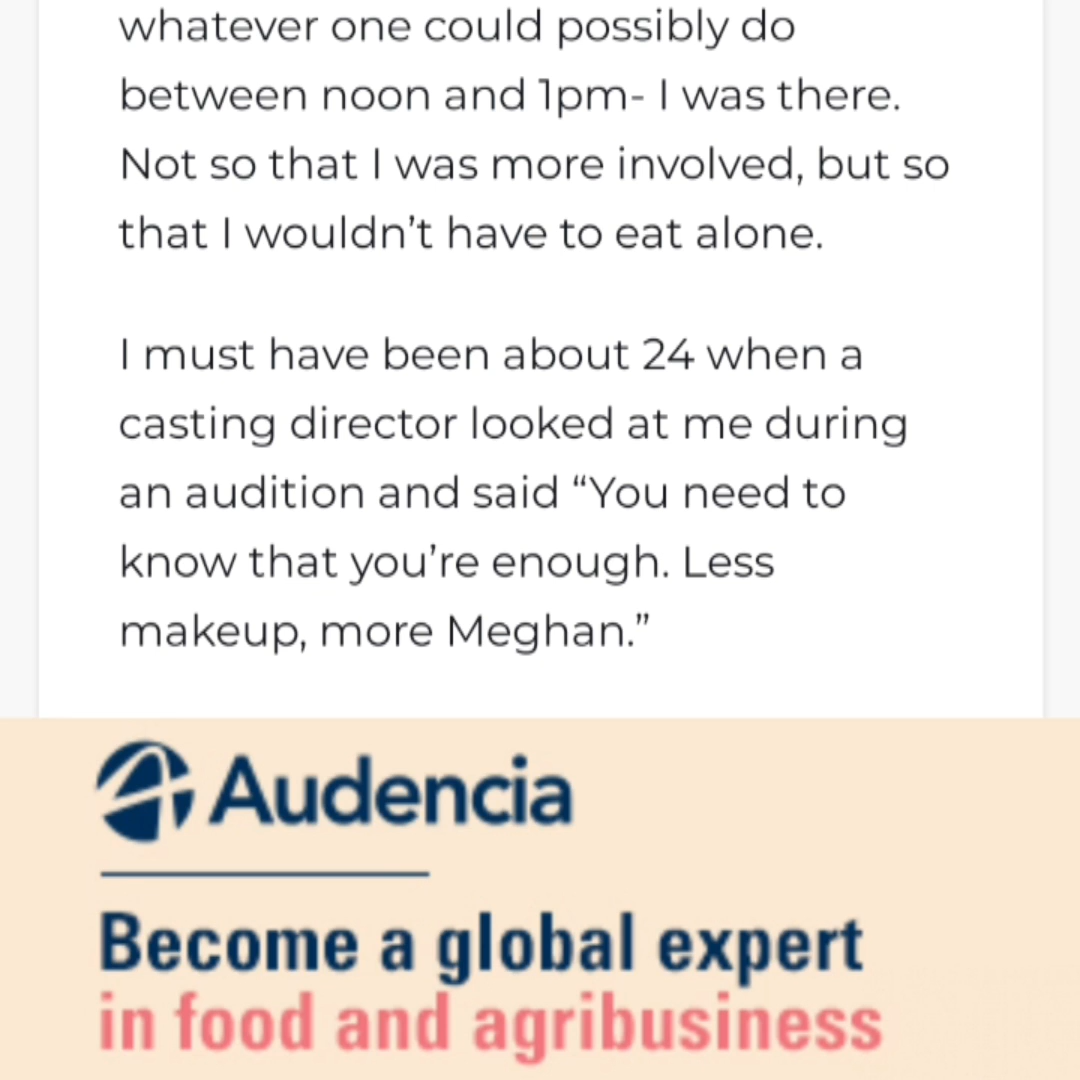 whatever one could possibly do
between noon and 1pm- I was there.
Not so that I was more involved, but so
that I wouldn’t have to eat alone.
I must have been about 24 when a
casting director looked at me during
an audition and said “You need to
know that you’re enough. Less
makeup, more Meghan.”
Audencia
Become a global expert
in food and agribusiness